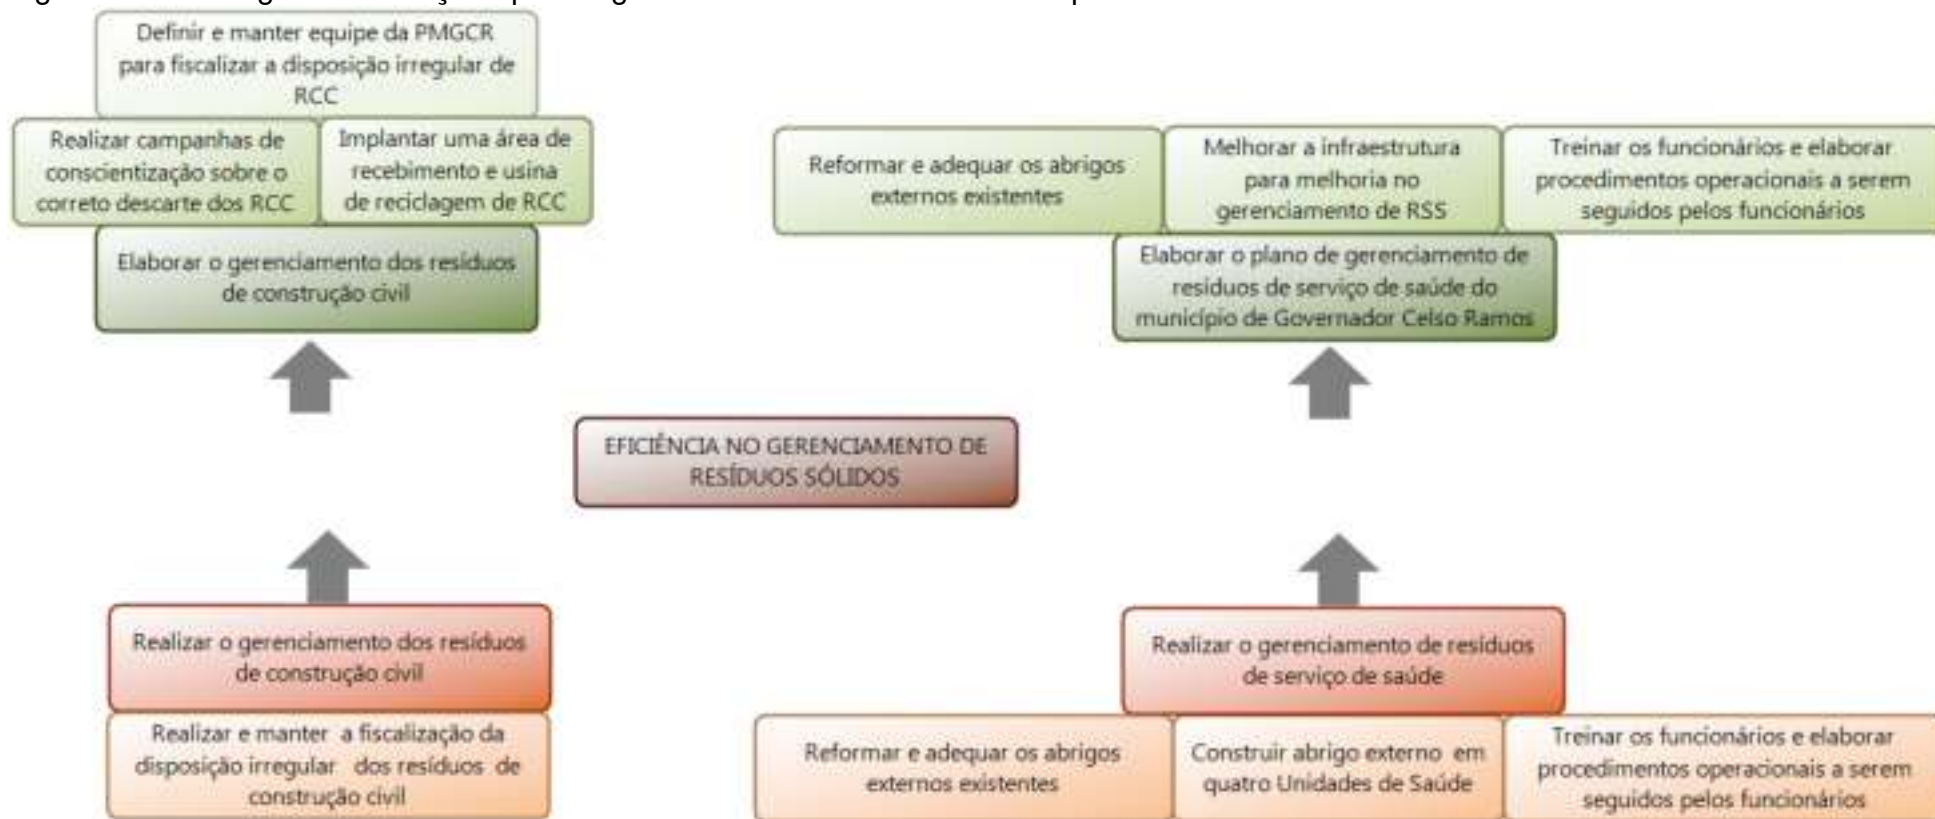 Definir e manter equipe da PMGCR
para fiscalizar a disposição irregular de
RCC
Realizar campanhas de
conscientização sobre o
correto descarte dos RCC
Implantar uma área de
recebimento e usina
de reciclagem de RCC
Elaborar o gerenciamento dos resíduos
de construção civil
Reformar e adequar os abrigos
externos existentes
Melhorar a infraestrutura
para melhoria no
gerenciamento de RSS
Treinar os funcionários e elaborar
procedimentos operacionais a serem
seguidos pelos funcionários
Elaborar o plano de gerenciamento de
resíduos de serviço de saúde do
município de Governador Celso Ramos
EFICIÊNCIA NO GERENCIAMENTO DE
RESÍDUOS SÓLIDOS
Realizar o gerenciamento dos resíduos
de construção civil
Realizar e manter a fiscalização da
disposição irregular dos resíduos de
construção civil
Realizar o gerenciamento de resíduos
de serviço de saúde
Reformar e adequar os abrigos
externos existentes
Construir abrigo externo em
quatro Unidades de Saúde
Treinar os funcionários e elaborar
procedimentos operacionais a serem
seguidos pelos funcionários